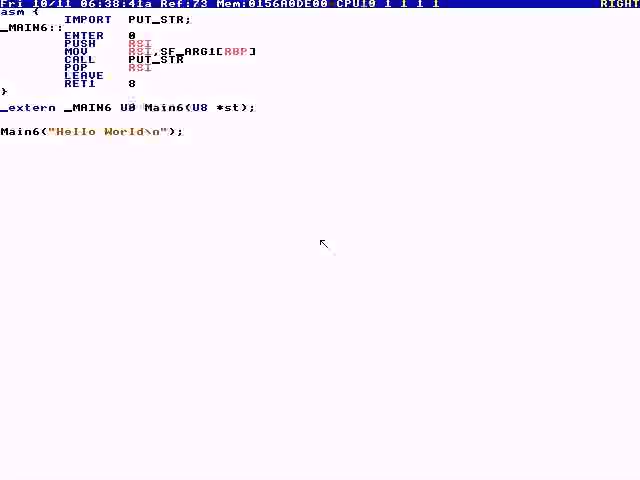 Fri 10/11 06:38:41a Ref:73 Mem:0156A0DE00 CPU10 1 1 1 1 RIGHT
asm {
IMPORT PUT_STR;
_MAIN6::
ENTER 0
PUSH RSI
MOV RSI,SF_ARG1[RBP]
CALL PUT_STR
POP RSI
LEAVE
RET1 8
}
_extern _MAIN6 U0 Main6(U8 *st);
Main6("Hello World\n");